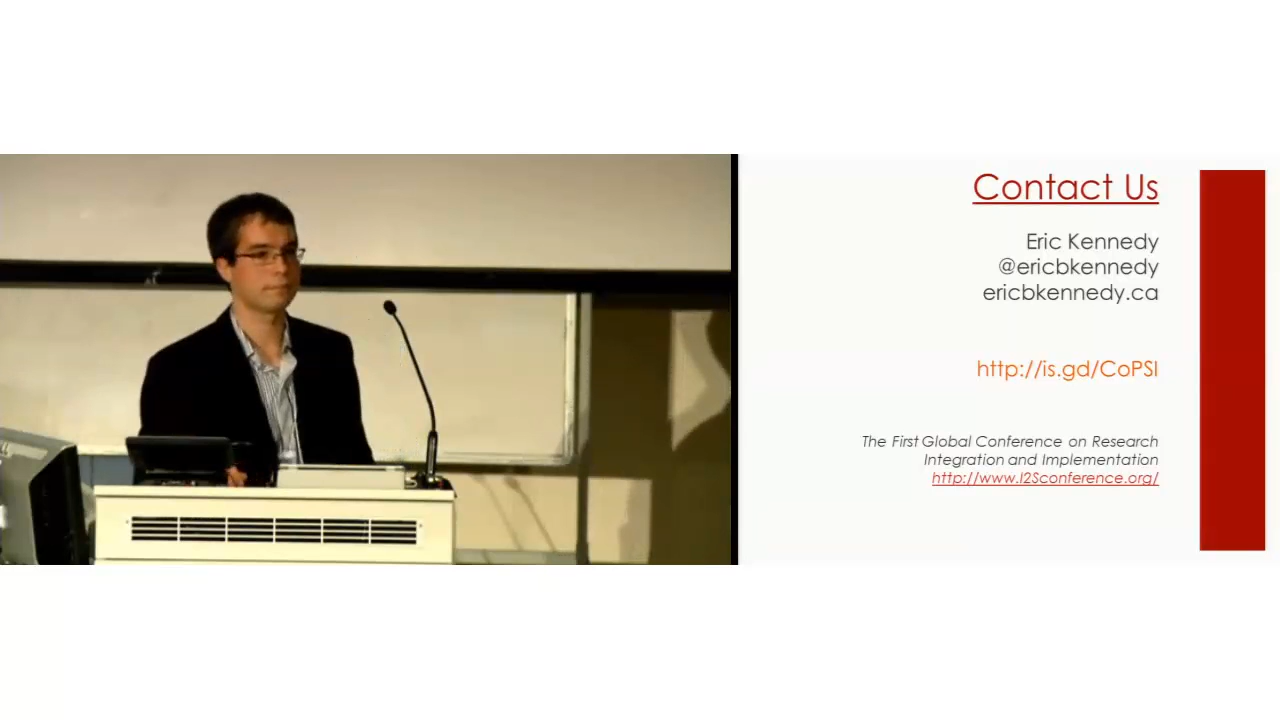 Contact Us
Eric Kennedy
@ericbkennedy
ericbkennedy.ca
http://is.gd/CoPSI
The First Global Conference on Research
Integration and Implementation
http://www.I2Sconference.org/